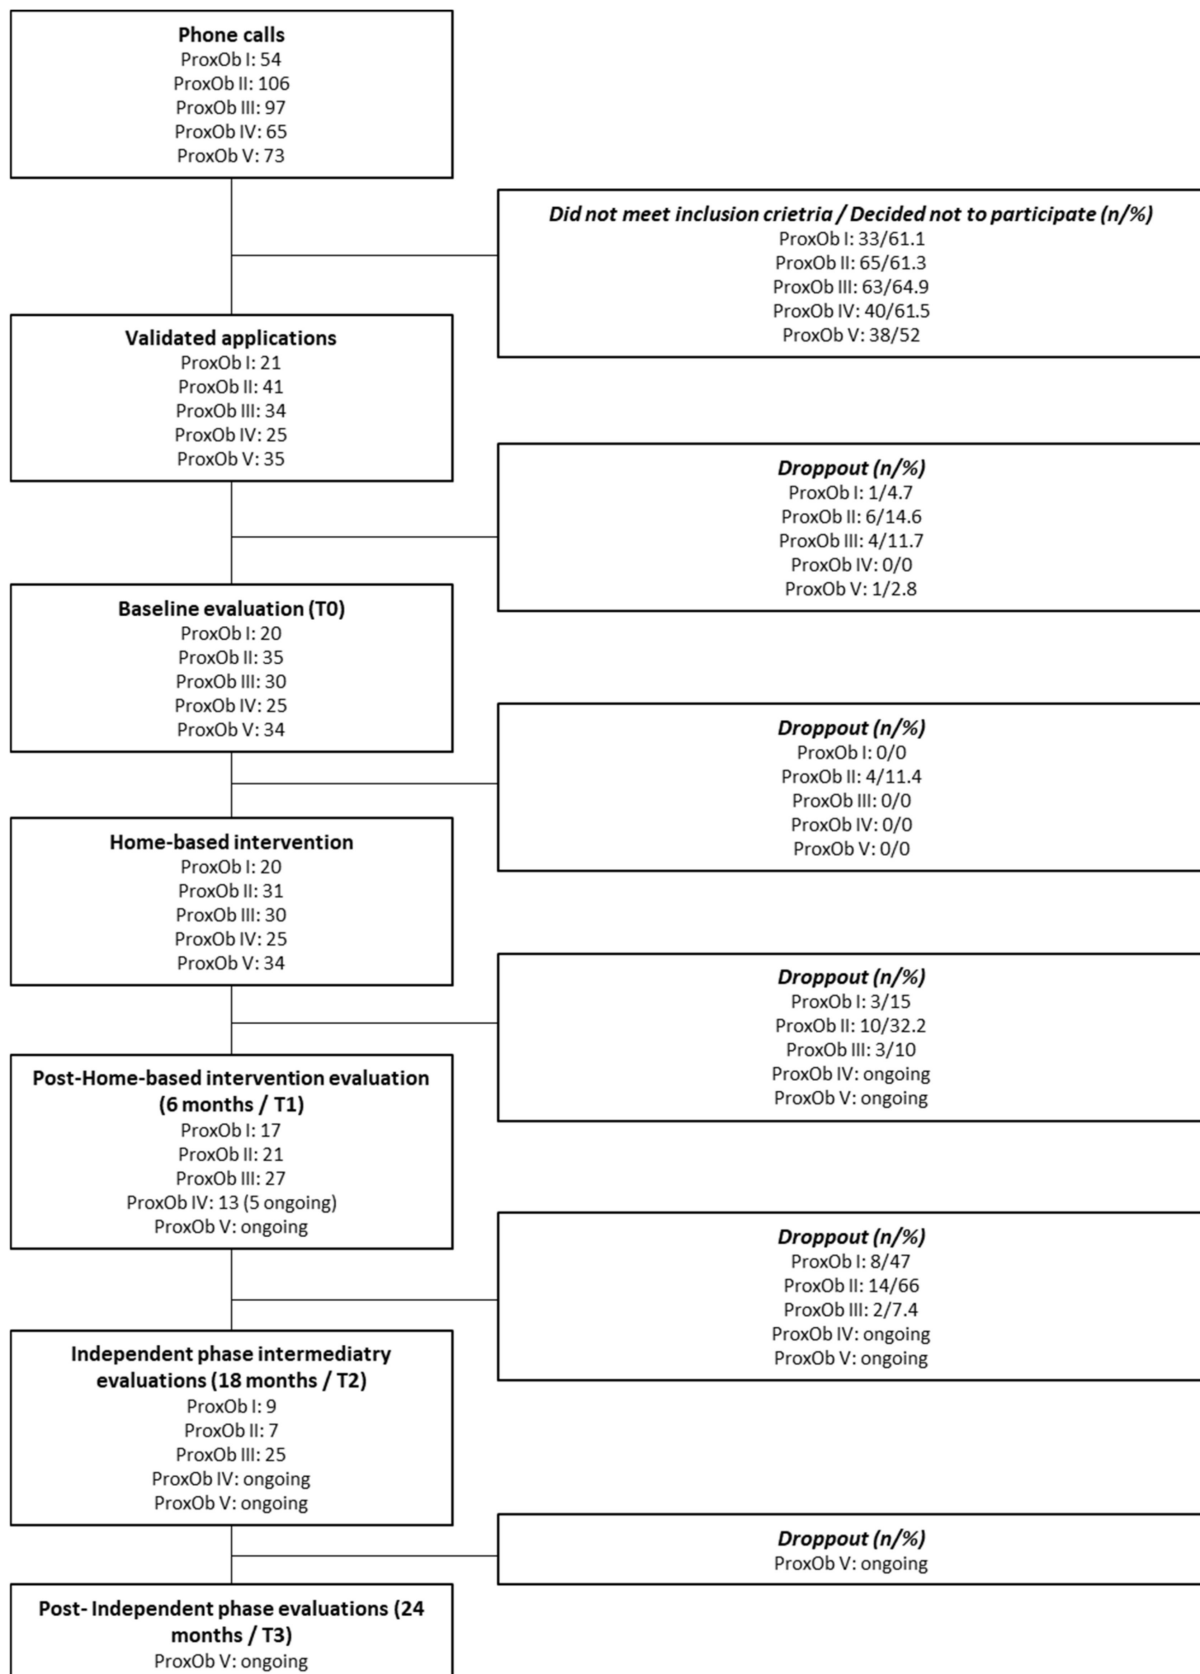 Phone calls
ProxOb I: 54
ProxOb II: 106
ProxOb III: 97
ProxOb IV: 65
ProxOb V: 73
Did not meet inclusion crietria / Decided not to participate (n/%)
ProxOb I: 33/61.1
ProxOb II: 65/61.3
ProxOb III: 63/64.9
ProxOb IV: 40/61.5
ProxOb V: 38/52
Validated applications
ProxOb I: 21
ProxOb II: 41
ProxOb III: 34
ProxOb IV: 25
ProxOb V: 35
Droppout (n/%)
ProxOb I: 1/4.7
ProxOb II: 6/14.6
ProxOb III: 4/11.7
ProxOb IV: 0/0
ProxOb V: 1/2.8
Baseline evaluation (T0)
ProxOb I: 20
ProxOb II: 35
ProxOb III: 30
ProxOb IV: 25
ProxOb V: 34
Droppout (n/%)
ProxOb I: 0/0
ProxOb II: 4/11.4
ProxOb III: 0/0
ProxOb IV: 0/0
ProxOb V: 0/0
Home-based intervention
ProxOb I: 20
ProxOb II: 31
ProxOb III: 30
ProxOb IV: 25
ProxOb V: 34
Droppout (n/%)
ProxOb I: 3/15
ProxOb II: 10/32.2
ProxOb III: 3/10
ProxOb IV: ongoing
ProxOb V: ongoing
Post-Home-based intervention evaluation
(6 months / T1)
ProxOb I: 17
ProxOb II: 21
ProxOb III: 27
ProxOb IV: 13 (5 ongoing)
ProxOb V: ongoing
Droppout (n/%)
ProxOb I: 8/47
ProxOb II: 14/66
ProxOb III: 2/7.4
ProxOb IV: ongoing
ProxOb V: ongoing
Independent phase intermediatry
evaluations (18 months / T2)
ProxOb I: 9
ProxOb II: 7
ProxOb III: 25
ProxOb IV: ongoing
ProxOb V: ongoing
Droppout (n/%)
ProxOb V: ongoing
Post- Independent phase evaluations (24
months / T3)
ProxOb V: ongoing